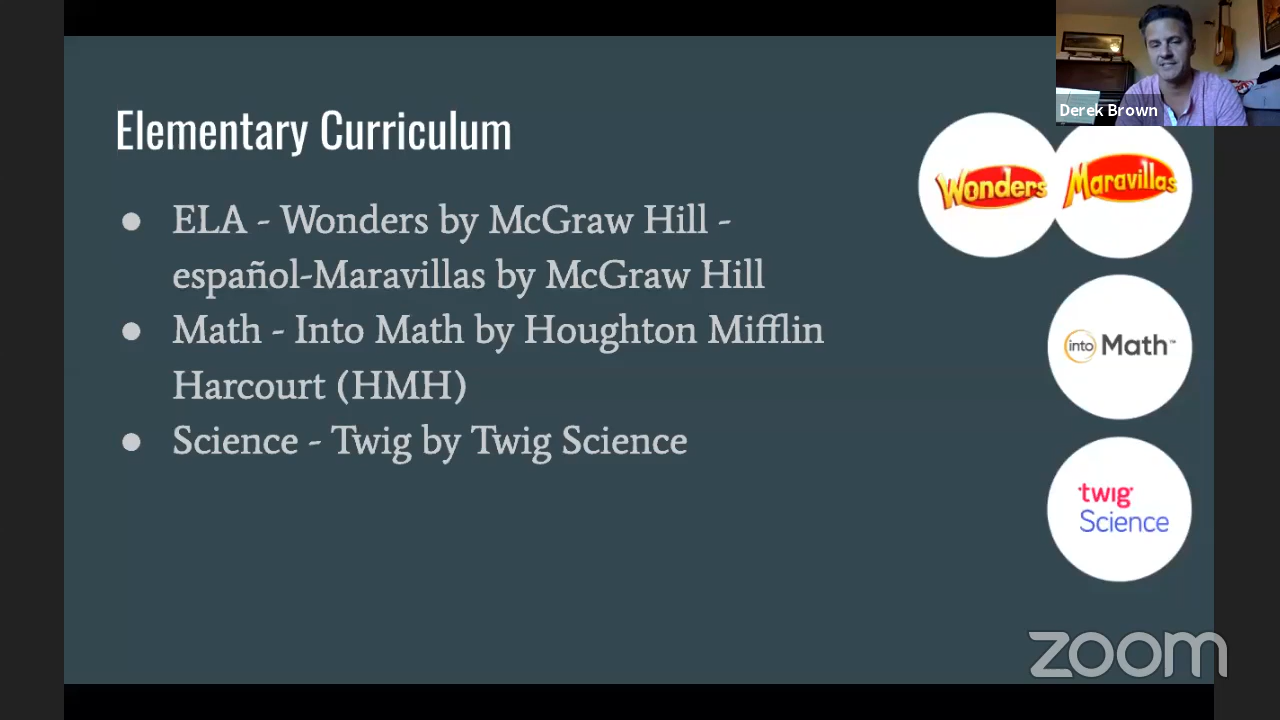 Derek Brown
Elementary Curriculum
Wonders
Maravillas
● ELA - Wonders by McGraw Hill -
español-Maravillas by McGraw Hill
● Math - Into Math by Houghton Mifflin
Harcourt (HMH)
● Science - Twig by Twig Science
into Math™
twig
Science
zoom